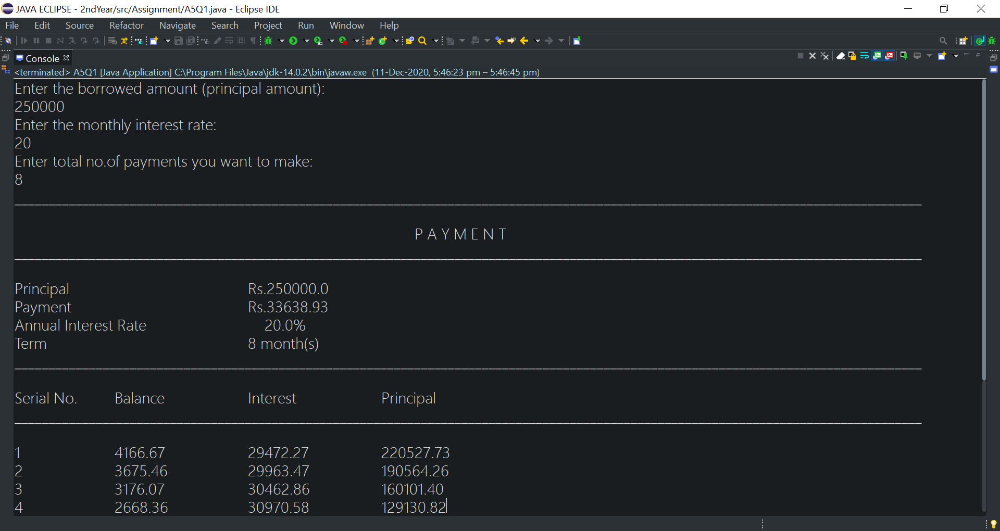 JAVA ECLIPSE - 2ndYear/src/Assignment/A5Q1.java - Eclipse IDE
File Edit Source Refactor Navigate Search Project Run Window Help
Console
<terminated> A5Q1 [Java Application] C:\Program Files\Java\jdk-14.0.2\bin\javaw.exe (11-Dec-2020, 5:46:23 pm – 5:46:45 pm)
Enter the borrowed amount (principal amount):
250000
Enter the monthly interest rate:
20
Enter total no.of payments you want to make:
8
P A Y M E N T
Principal Rs.250000.0
Payment Rs.33638.93
Annual Interest Rate 20.0%
Term 8 month(s)
Serial No. Balance Interest Principal
1 4166.67 29472.27 220527.73
2 3675.46 29963.47 190564.26
3 3176.07 30462.86 160101.40
4 2668.36 30970.58 129130.82